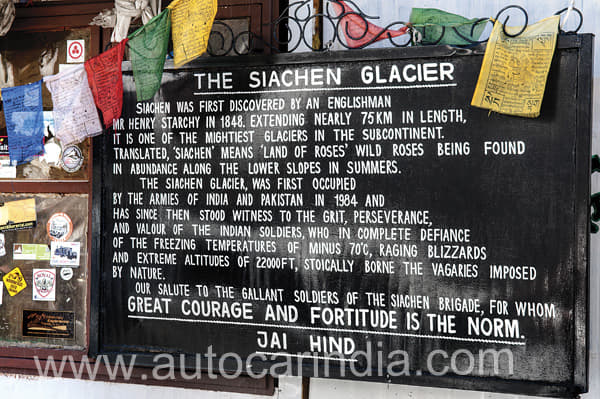 THE SIACHEN GLACIER
SIACHEN WAS FIRST DISCOVERED BY AN ENGLISHMAN
MR HENRY STARCHY IN 1848. EXTENDING NEARLY 75 KM IN LENGTH,
IT IS ONE OF THE MIGHTIEST GLACIERS IN THE SUBCONTINENT.
TRANSLATED, 'SIACHEN' MEANS 'LAND OF ROSES' WILD ROSES BEING FOUND
IN ABUNDANCE ALONG THE LOWER SLOPES IN SUMMERS.
THE SIACHEN GLACIER, WAS FIRST OCCUPIED
BY THE ARMIES OF INDIA AND PAKISTAN IN 1984 AND
HAS SINCE THEN STOOD WITNESS TO THE GRIT, PERSEVERANCE,
AND VALOUR OF THE INDIAN SOLDIERS, WHO IN COMPLETE DEFIANCE
OF THE FREEZING TEMPERATURES OF MINUS 70°C, RAGING BLIZZARDS
AND EXTREME ALTITUDES OF 22000FT, STOICALLY BORNE THE VAGARIES IMPOSED
BY NATURE.
OUR SALUTE TO THE GALLANT SOLDIERS OF THE SIACHEN BRIGADE, FOR WHOM
GREAT COURAGE AND FORTITUDE IS THE NORM.
JAI HIND
www.autocarindia.com